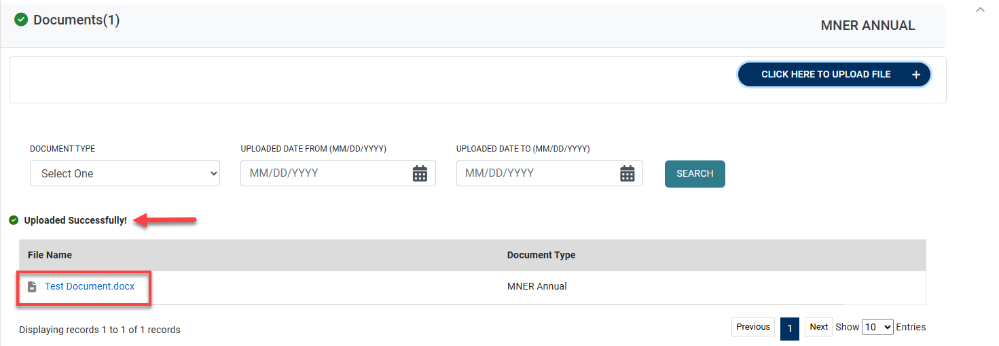 Documents(1)
MNER ANNUAL
CLICK HERE TO UPLOAD FILE +
DOCUMENT TYPE UPLOADED DATE FROM (MM/DD/YYYY) UPLOADED DATE TO (MM/DD/YYYY)
Select One MM/DD/YYYY MM/DD/YYYY SEARCH
Uploaded Successfully!
File Name Document Type
Test Document.docx MNER Annual
Displaying records 1 to 1 of 1 records Previous 1 Next Show 10 Entries